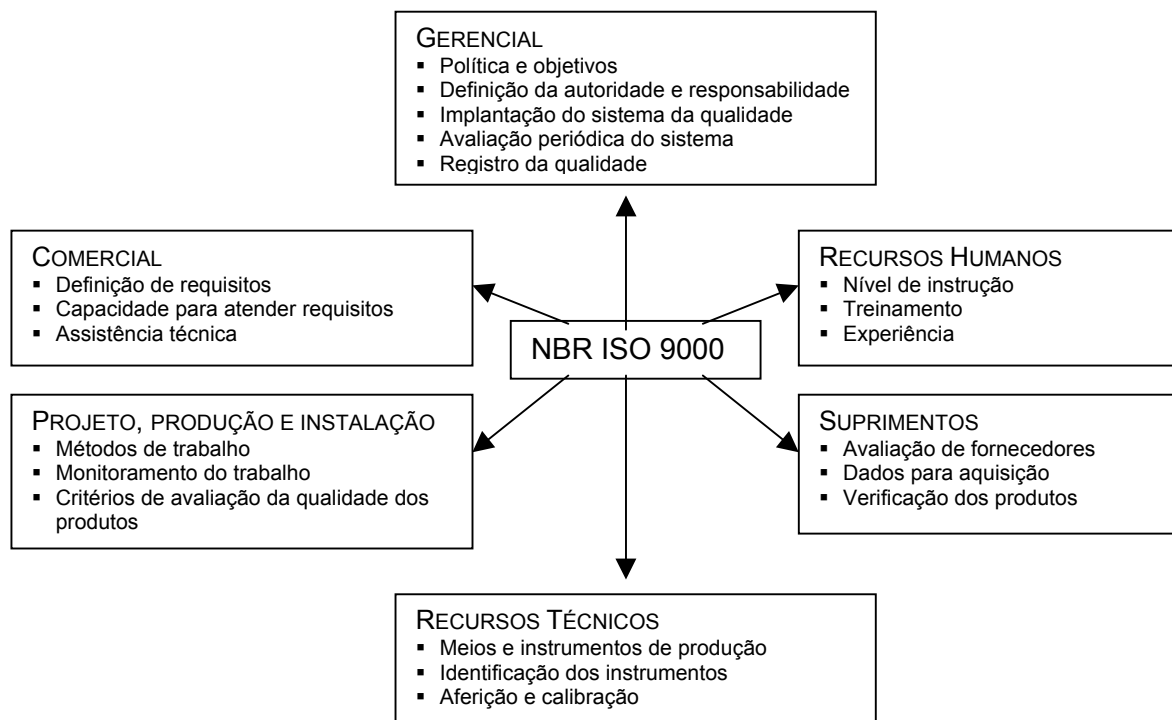 GERENCIAL
▪ Política e objetivos
▪ Definição da autoridade e responsabilidade
▪ Implantação do sistema da qualidade
▪ Avaliação periódica do sistema
▪ Registro da qualidade
COMERCIAL
▪ Definição de requisitos
▪ Capacidade para atender requisitos
▪ Assistência técnica
RECURSOS HUMANOS
▪ Nível de instrução
▪ Treinamento
▪ Experiência
NBR ISO 9000
PROJETO, PRODUÇÃO E INSTALAÇÃO
▪ Métodos de trabalho
▪ Monitoramento do trabalho
▪ Critérios de avaliação da qualidade dos
produtos
SUPRIMENTOS
▪ Avaliação de fornecedores
▪ Dados para aquisição
▪ Verificação dos produtos
RECURSOS TÉCNICOS
▪ Meios e instrumentos de produção
▪ Identificação dos instrumentos
▪ Aferição e calibração